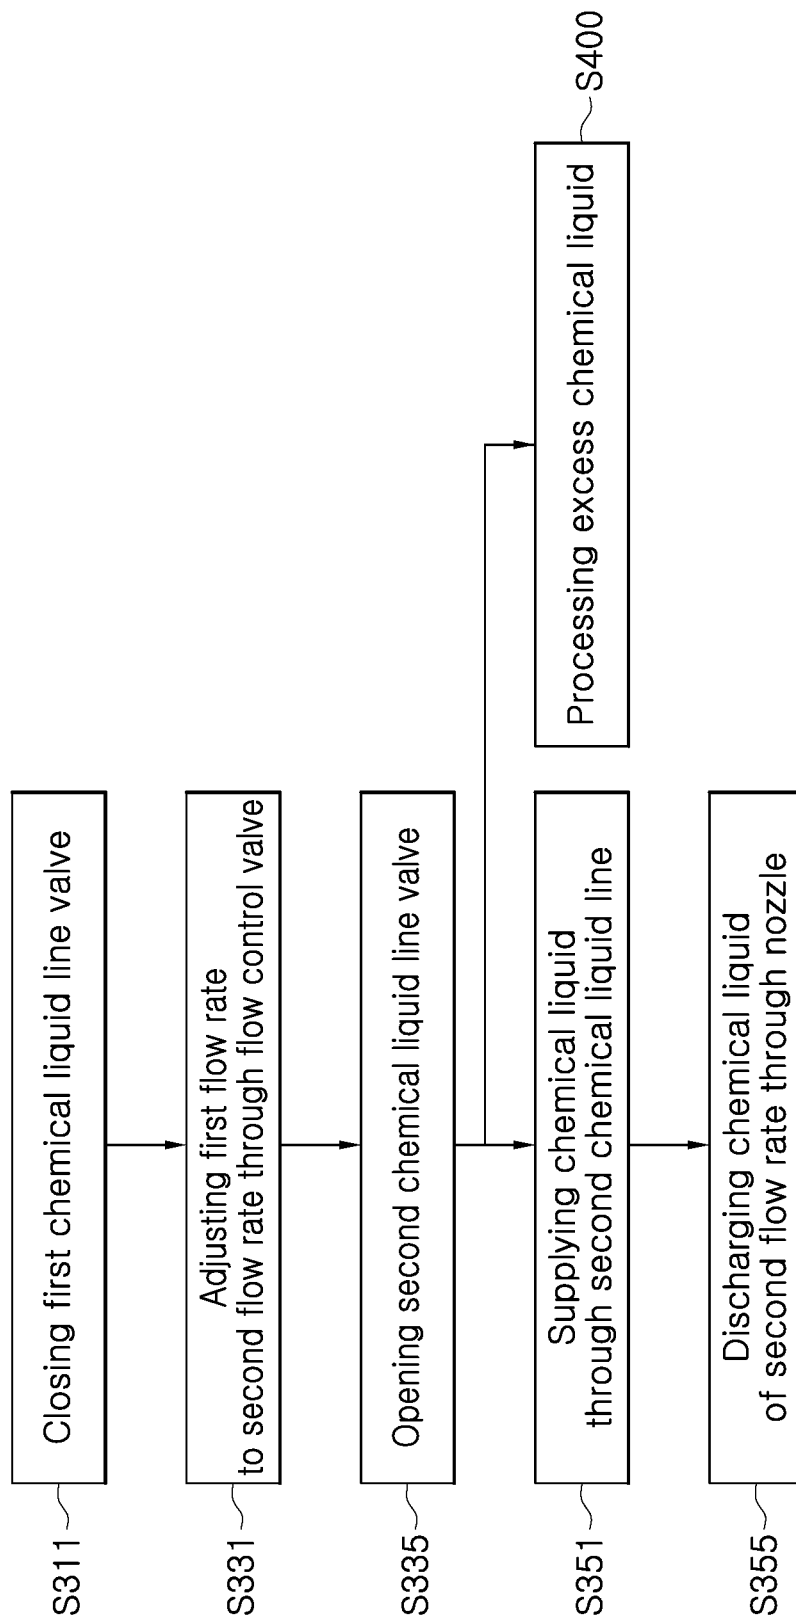 S311
Closing first chemical liquid line valve
S331
Adjusting first flow rate
to second flow rate through flow control valve
S335
Opening second chemical liquid line valve
S351
Supplying chemical liquid
through second chemical liquid line
S400
Processing excess chemical liquid
S355
Discharging chemical liquid
of second flow rate through nozzle